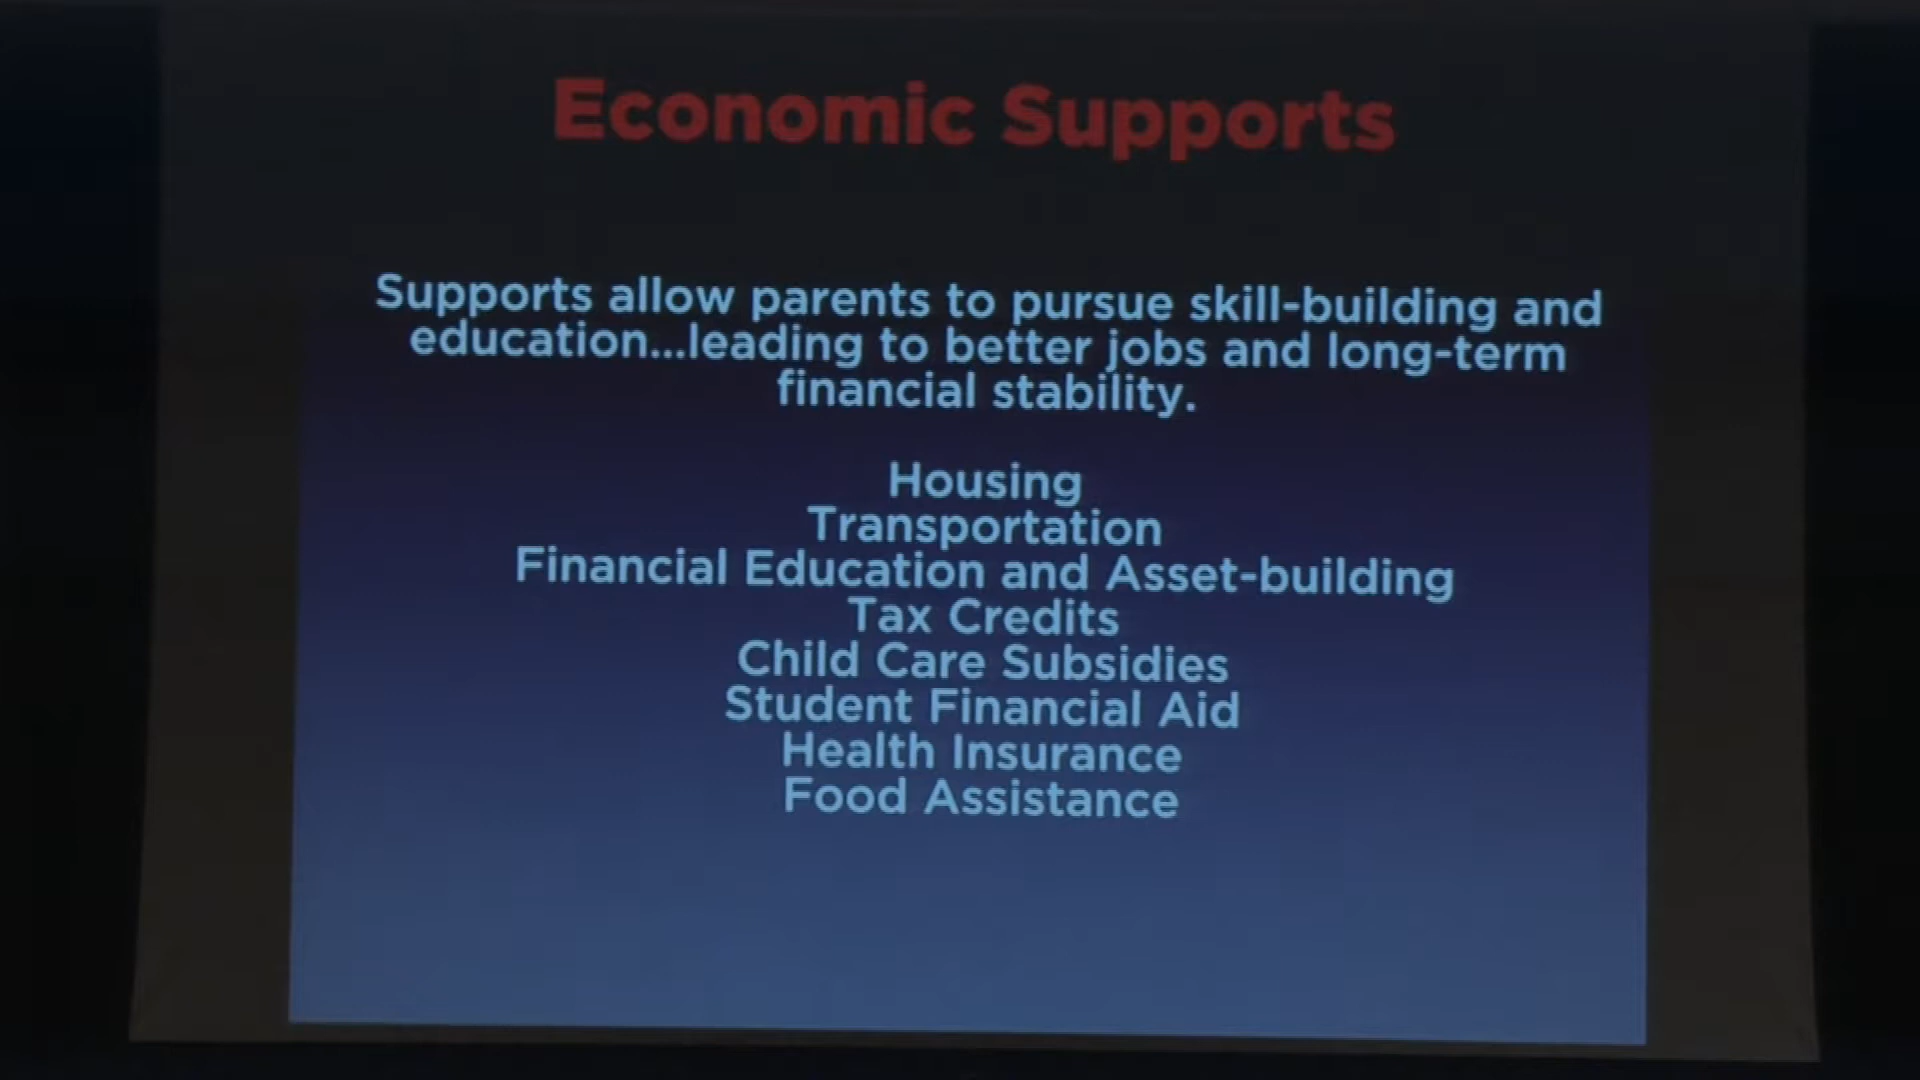 Economic Supports
Supports allow parents to pursue skill-building and
education...leading to better jobs and long-term
financial stability.
Housing
Transportation
Financial Education and Asset-building
Tax Credits
Child Care Subsidies
Student Financial Aid
Health Insurance
Food Assistance